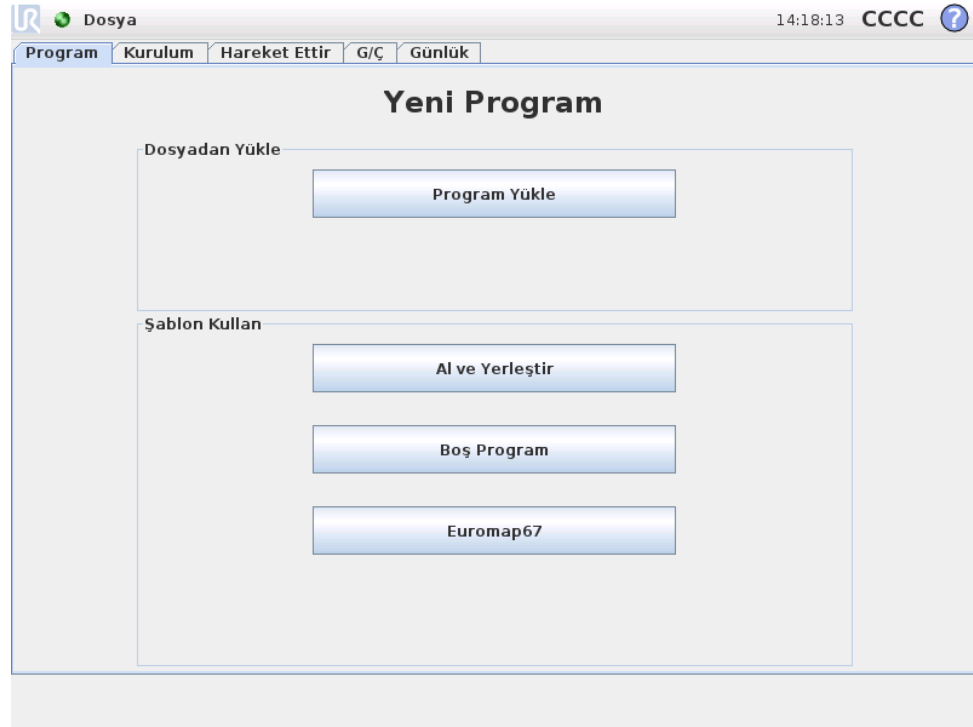 UR Dosya 14:18:13 CCCC ?
Program Kurulum Hareket Ettir G/Ç Günlük
Yeni Program
Dosyadan Yükle
Program Yükle
Şablon Kullan
Al ve Yerleştir
Boş Program
Euromap67